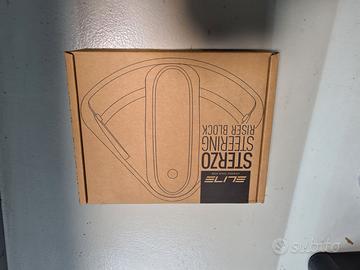 STERZO
STEERING
RISER BLOCK
ELITE
subito